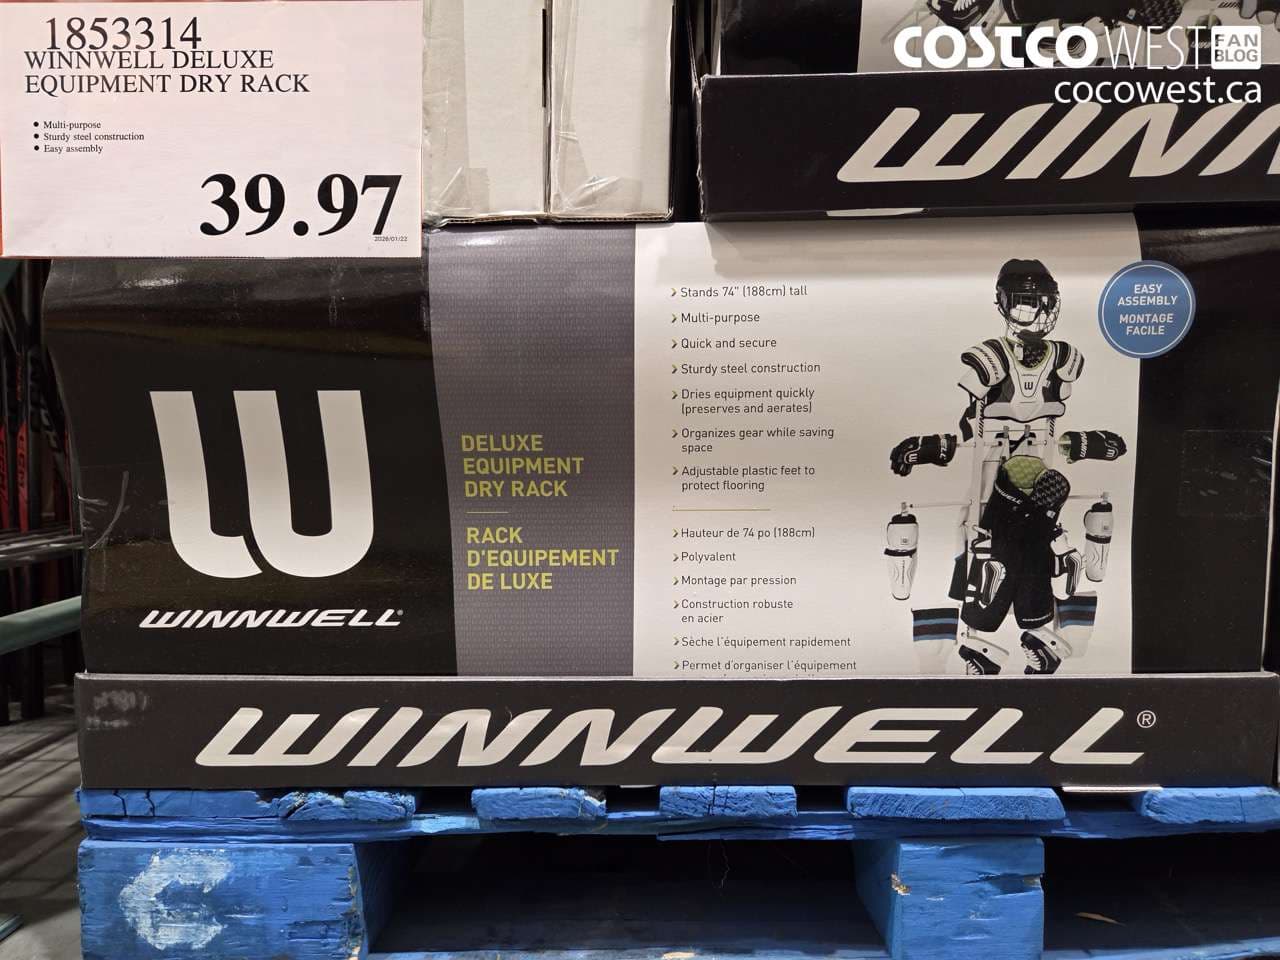 1853314
WINNWELL DELUXE
EQUIPMENT DRY RACK
Multi-purpose
Sturdy steel construction
Easy assembly
39.97
2026/01/22
COSTCO WEST FAN BLOG
cocowest.ca
WINN
WINNWELL
DELUXE
EQUIPMENT
DRY RACK
RACK
D'EQUIPEMENT
DE LUXE
Stands 74" (188cm) tall
Multi-purpose
Quick and secure
Sturdy steel construction
Dries equipment quickly
(preserves and aerates)
Organizes gear while saving
space
Adjustable plastic feet to
protect flooring
Hauteur de 74 po (188cm)
Polyvalent
Montage par pression
Construction robuste
en acier
Sèche l'équipement rapidement
Permet d'organiser l'équipement
EASY
ASSEMBLY
MONTAGE
FACILE
WINNWELL®